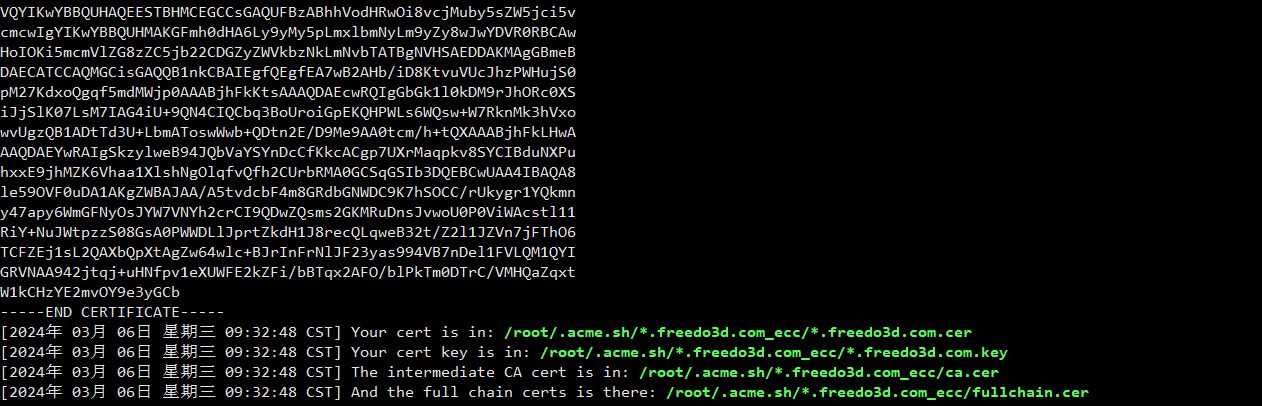 VQYIKwYBBQUHAQEESTBHMCEGCCsGAQUFBzABhhVodHRwOi8vcjMuby5sZW5jci5v
cmcwIgYIKwYBBQUHMAKGFmh0dHA6Ly9yMy5pLmxlbmNyLm9yZy8wJwYDVR0RBCAw
HoIOKi5mcmVlZG8zZC5jb22CDGZyZWVkbzNkLmNvbTATBgNVHSAEDDAKMAgGBmeB
DAECATCCAQMGCisGAQQB1nkCBAIEgfQEgfEA7wB2AHb/iD8KtvuVUcJhzPWHujS0
pM27KdxoQgqf5mdMWjp0AAABjhFkKtsAAAQDAEcwRQIgGbGk1l0kDM9rJhORc0XS
iJjSlK07LsM7IAG4iU+9QN4CIQCbq3BoUroiGpEKQHPWLs6WQsw+W7RknMk3hVxo
wvUgzQB1ADtTd3U+LbmAToswWwb+QDtn2E/D9Me9AA0tcm/h+tQXAAABjhFkLHwA
AAQDAEYwRAIgSkzylweB94JQbVaYSYnDcCfKkcACgp7UXrMaqpkv8SYCIBduNXPu
hxxE9jhMZK6Vhaa1XlshNgOlqfvQfh2CUrbRMA0GCSqGSIb3DQEBCwUAA4IBAQA8
le59OVF0uDA1AKgZWBAJAA/A5tvdcbF4m8GRdbGNWDC9K7hSOCC/rUkygr1YQkmn
y47apy6WmGFNyOsJYW7VNYh2crCI9QDwZQsms2GKMRuDnsJvwoU0P0ViWAcstl11
RiY+NuJWtpzzS08GsA0PWWDLlJprtZkdH1J8recQLqweB32t/Z2l1JZVn7jFThO6
TCFZEj1sL2QAXbQpXtAgZw64wlc+BJrInFrNlJF23yas994VB7nDel1FVLQM1QYI
GRVNAA942jtqj+uHNfpv1eXUWFE2kZFi/bBTqx2AFO/blPkTm0DTrC/VMHQaZqxt
W1kCHzYE2mvOY9e3yGCb
-----END CERTIFICATE-----
[2024年 03月 06日 星期三 09:32:48 CST] Your cert is in: /root/.acme.sh/*.freedo3d.com_ecc/*.freedo3d.com.cer
[2024年 03月 06日 星期三 09:32:48 CST] Your cert key is in: /root/.acme.sh/*.freedo3d.com_ecc/*.freedo3d.com.key
[2024年 03月 06日 星期三 09:32:48 CST] The intermediate CA cert is in: /root/.acme.sh/*.freedo3d.com_ecc/ca.cer
[2024年 03月 06日 星期三 09:32:48 CST] And the full chain certs is there: /root/.acme.sh/*.freedo3d.com_ecc/fullchain.cer